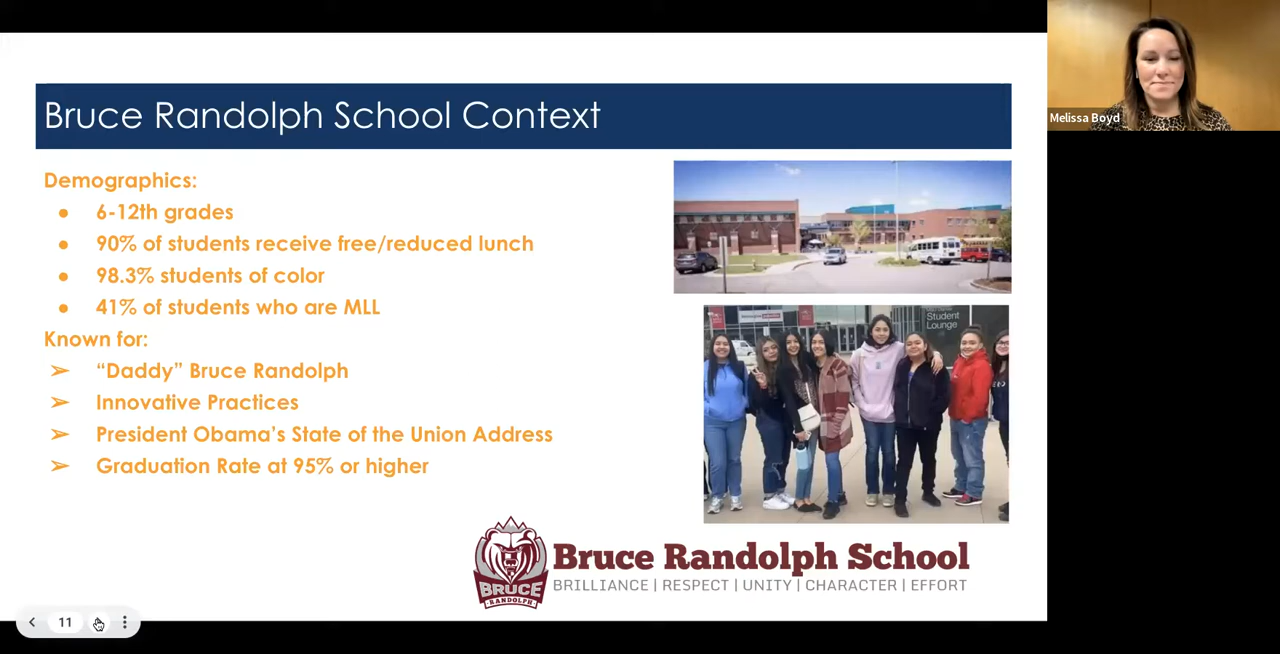 Bruce Randolph School Context
Demographics:
● 6-12th grades
● 90% of students receive free/reduced lunch
● 98.3% students of color
● 41% of students who are MLL
Known for:
➢ “Daddy” Bruce Randolph
➢ Innovative Practices
➢ President Obama’s State of the Union Address
➢ Graduation Rate at 95% or higher
Student
Lounge
BRUCE
RANDOLPH
Bruce Randolph School
BRILLIANCE | RESPECT | UNITY | CHARACTER | EFFORT
11
Melissa Boyd